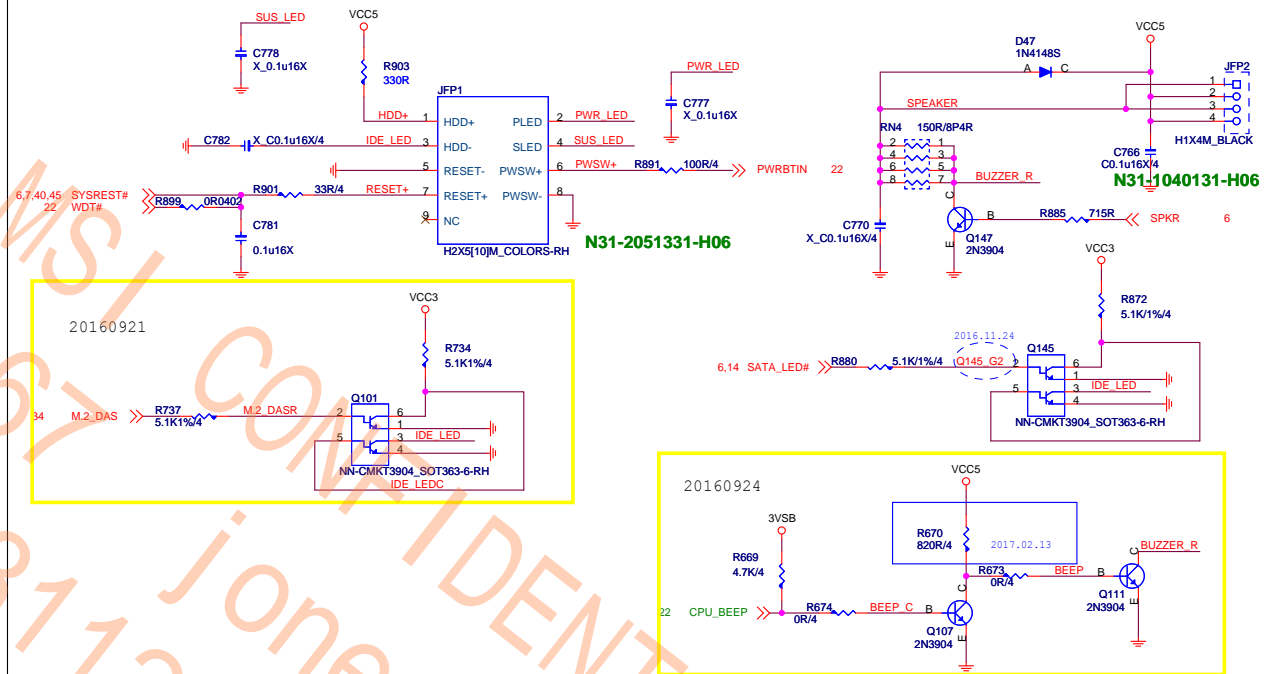 SUS_LED
C778
X_0.1u16X
VCC5
R903
330R
JFP1
HDD+ 1 HDD+ PLED 2 PWR_LED
C782 X_C0.1u16X/4 IDE_LED 3 HDD- SLED 4 SUS_LED
5 RESET- PWSW+ 6 PWSW+ R891 100R/4 PWRBTIN 22
6,7,40,45 SYSREST# R901 33R/4 RESET+ 7 RESET+ PWSW- 8
22 WDT# R899 0R0402
9 NC
C781
0.1u16X
H2X5[10]M_COLORS-RH
N31-2051331-H06
PWR_LED
C777
X_0.1u16X
VCC5
D47
1N4148S
A C
JFP2
1
2
3
4
SPEAKER
H1X4M_BLACK
RN4 150R/8P4R
2 1
4 3
6 5
8 7
C766
C0.1u16X/4
N31-1040131-H06
BUZZER_R
C770
X_C0.1u16X/4
C
B
E
Q147
2N3904
R885 715R SPKR 6
20160921
VCC3
R734
5.1K1%/4
34 M.2_DAS R737
5.1K1%/4
M.2_DASR
Q101
2 6
1
5 3 IDE_LED
4
NN-CMKT3904_SOT363-6-RH
IDE_LEDC
VCC3
R872
5.1K/1%/4
2016.11.24
6,14 SATA_LED# R880 5.1K/1%/4 Q145_G2
Q145
2 6
1
5 3 IDE_LED
4
NN-CMKT3904_SOT363-6-RH
20160924
VCC5
3VSB
R670
820R/4
2017.02.13
R669
4.7K/4
R673
0R/4
BEEP
B
C
E
BUZZER_R
Q111
2N3904
22 CPU_BEEP R674
0R/4
BEEP_C
B
C
E
Q107
2N3904
MSI CONFIDENT
67
jone